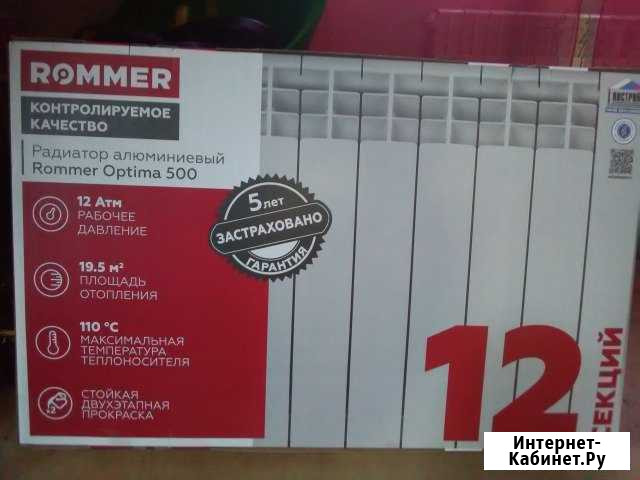 ROMMER
КОНТРОЛИРУЕМОЕ
КАЧЕСТВО
Радиатор алюминиевый
Rommer Optima 500
12 Атм
РАБОЧЕЕ
ДАВЛЕНИЕ
19.5 м²
ПЛОЩАДЬ
ОТОПЛЕНИЯ
110 °C
МАКСИМАЛЬНАЯ
ТЕМПЕРАТУРА
ТЕПЛОНОСИТЕЛЯ
СТОЙКАЯ
ДВУХЭТАПНАЯ
ПРОКРАСКА
5 лет
ЗАСТРАХОВАНО
ГАРАНТИЯ
12
СЕКЦИЙ
Интернет-
Кабинет.Ру